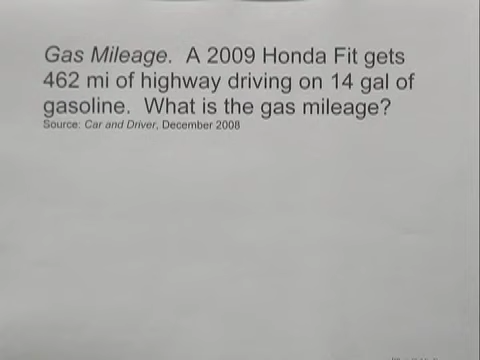 Gas Mileage. A 2009 Honda Fit gets
462 mi of highway driving on 14 gal of
gasoline. What is the gas mileage?
Source: Car and Driver, December 2008